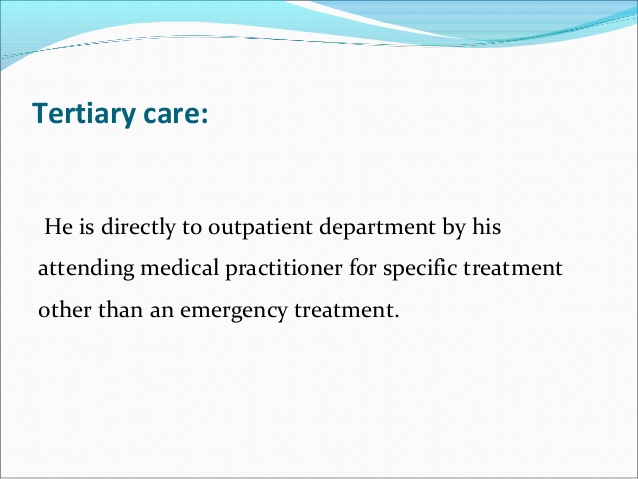 Tertiary care:
He is directly to outpatient department by his
attending medical practitioner for specific treatment
other than an emergency treatment.